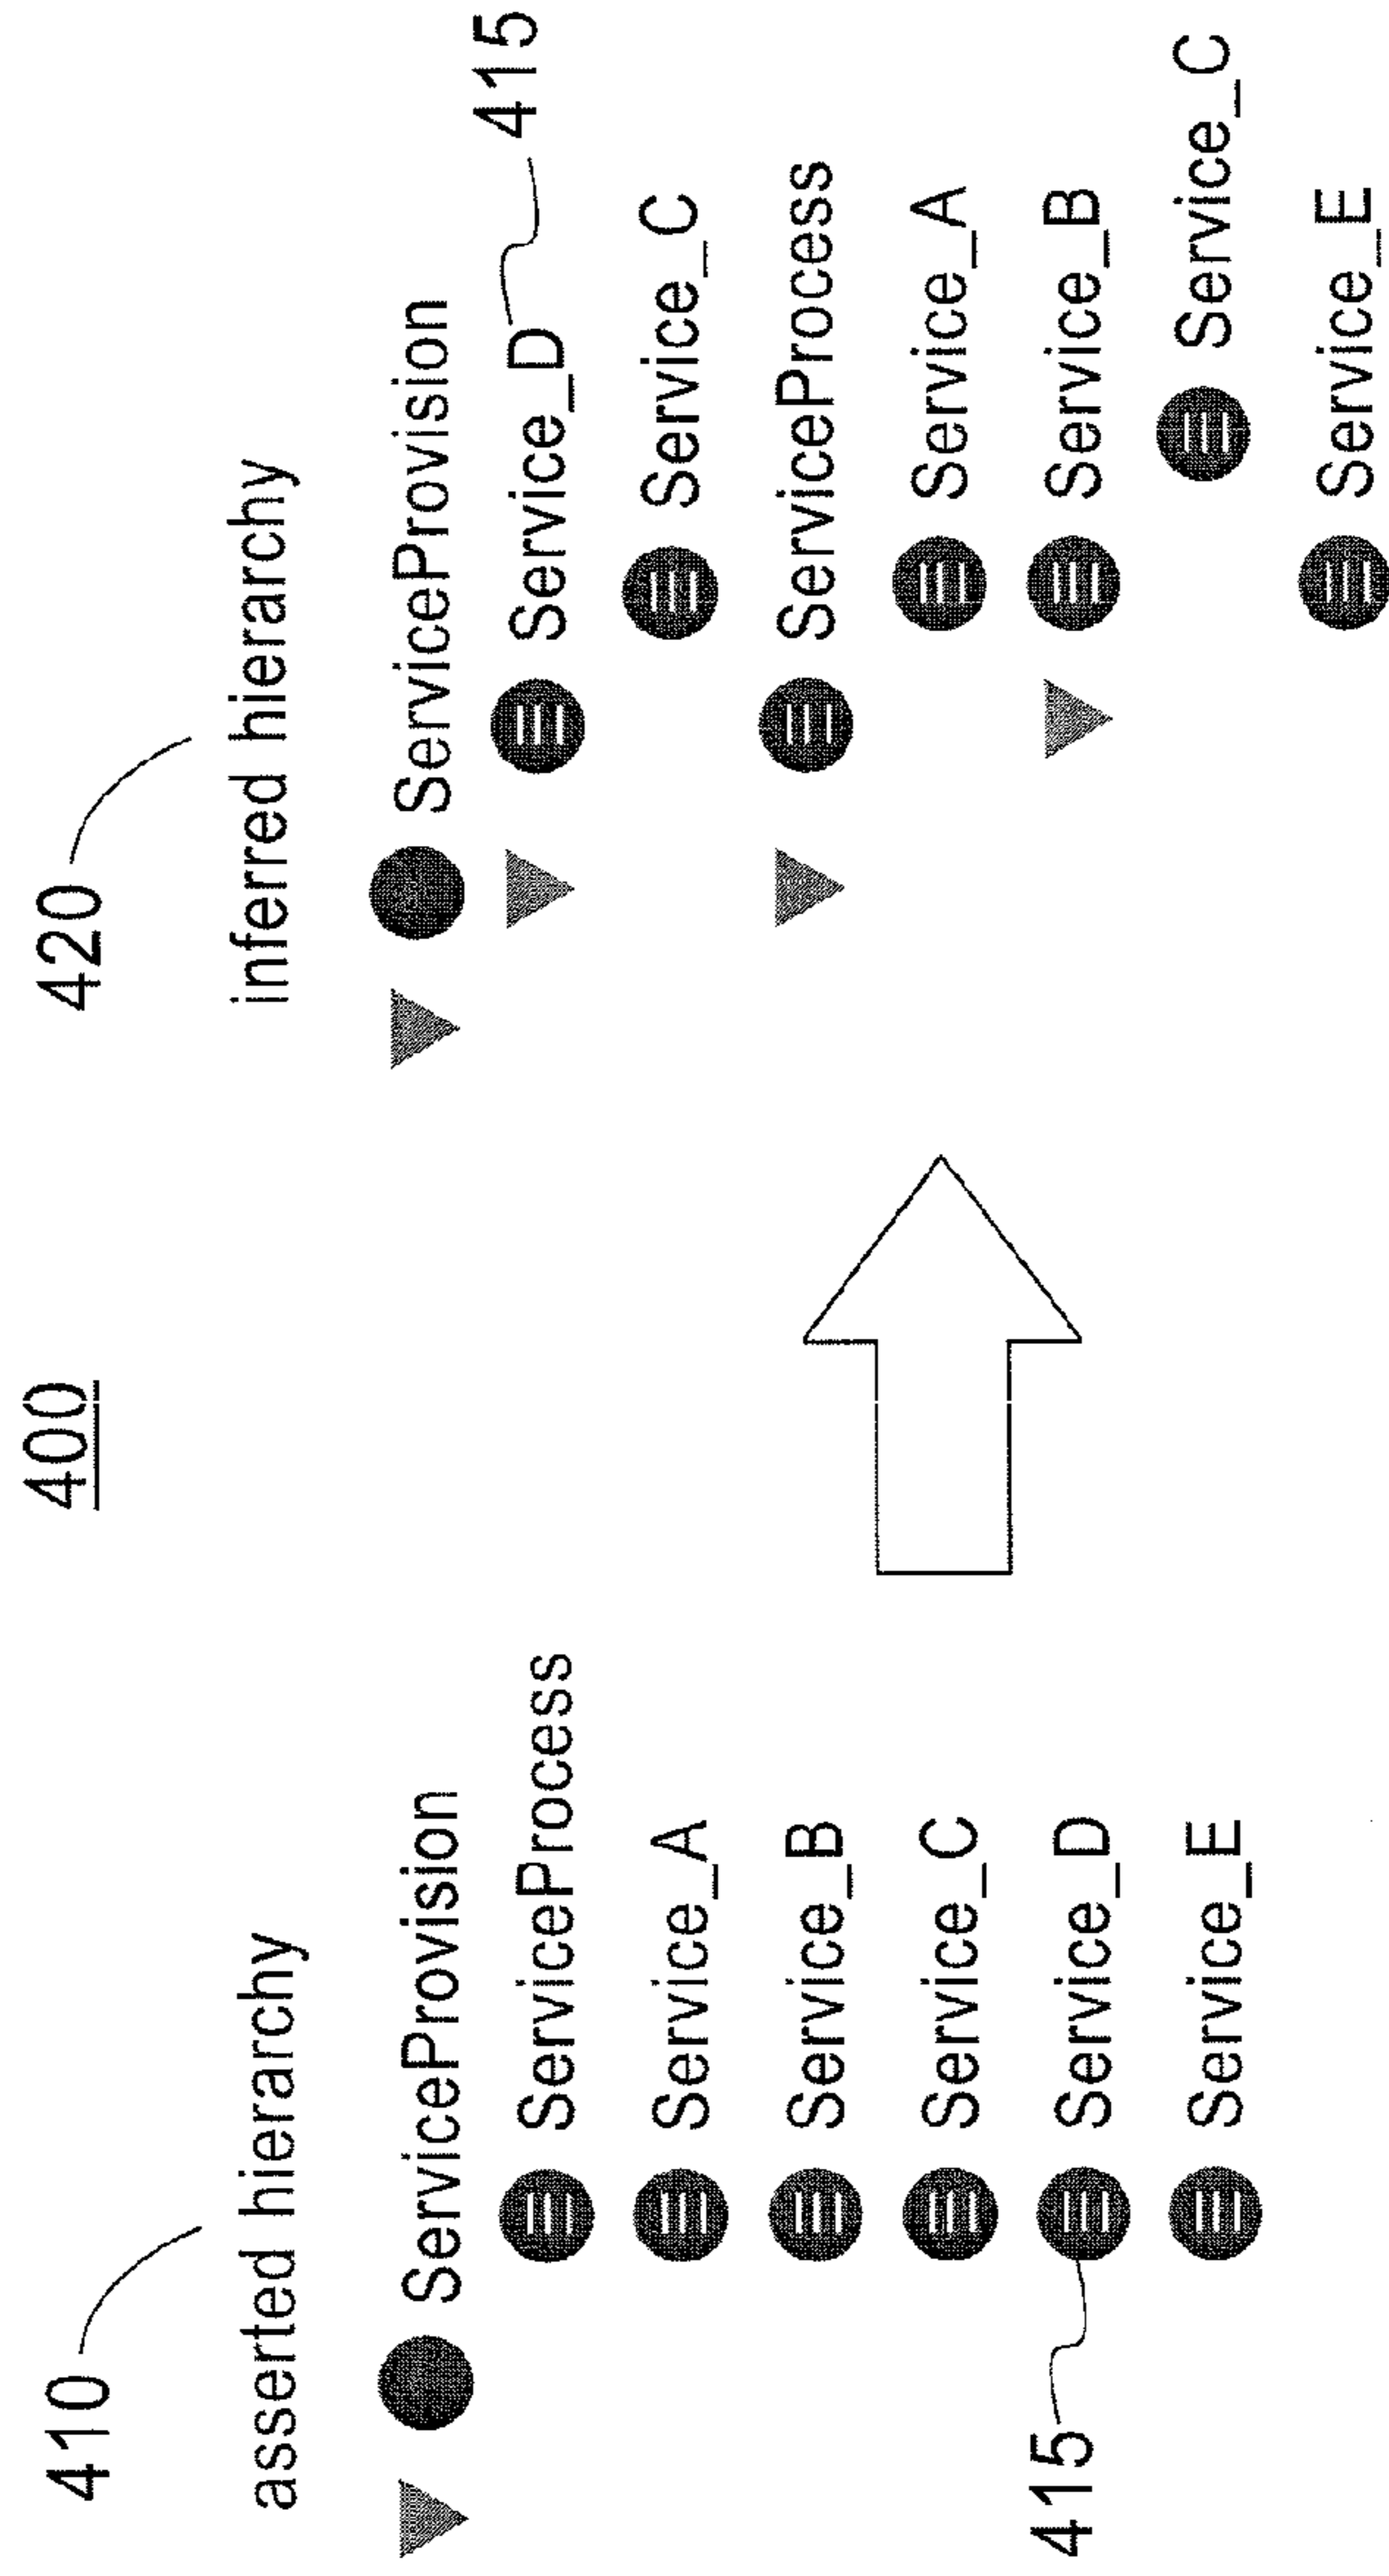 400
410
asserted hierarchy
ServiceProvision
ServiceProcess
Service_A
Service_B
Service_C
Service_D
Service_E
415
420
inferred hierarchy
ServiceProvision
Service_D
415
Service_C
ServiceProcess
Service_A
Service_B
Service_C
Service_E